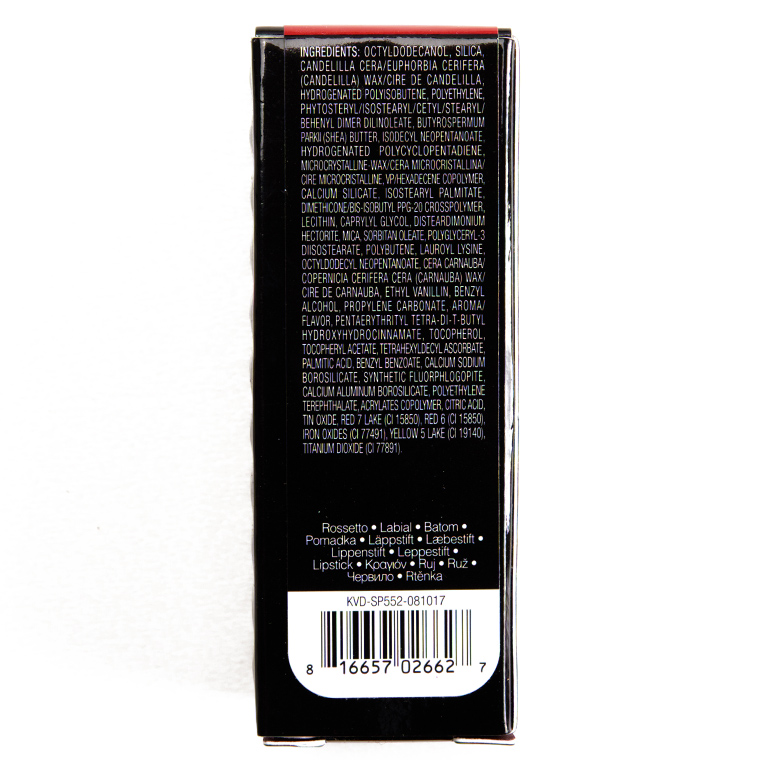 INGREDIENTS: OCTYLDODECANOL, SILICA,
CANDELILLA CERA/EUPHORBIA CERIFERA
(CANDELILLA) WAX/CIRE DE CANDELILLA,
HYDROGENATED POLYISOBUTENE, POLYETHYLENE,
PHYTOSTERYL/ISOSTEARYL/CETYL/STEARYL/
BEHENYL DIMER DILINOLEATE, BUTYROSPERMUM
PARKII (SHEA) BUTTER, ISODECYL NEOPENTANOATE,
HYDROGENATED POLYCYCLOPENTADIENE,
MICROCRYSTALLINE-WAX/CERA MICROCRISTALLINA/
CIRE MICROCRISTALLINE, VP/HEXADECENE COPOLYMER,
CALCIUM SILICATE, ISOSTEARYL PALMITATE,
DIMETHICONE/BIS-ISOBUTYL PPG-20 CROSSPOLYMER,
LECITHIN, CAPRYLYL GLYCOL, DISTEARDIMONIUM
HECTORITE, MICA, SORBITAN OLEATE, POLYGLYCERYL-3
DIISOSTEARATE, POLYBUTENE, LAUROYL LYSINE,
OCTYLDODECYL NEOPENTANOATE, CERA CARNAUBA/
COPERNICIA CERIFERA CERA (CARNAUBA) WAX/
CIRE DE CARNAUBA, ETHYL VANILLIN, BENZYL
ALCOHOL, PROPYLENE CARBONATE, AROMA/
FLAVOR, PENTAERYTHRITYL TETRA-DI-T-BUTYL
HYDROXYHYDROCINNAMATE, TOCOPHEROL,
TOCOPHERYL ACETATE, TETRAHEXYLDECYL ASCORBATE,
PALMITIC ACID, BENZYL BENZOATE, CALCIUM SODIUM
BOROSILICATE, SYNTHETIC FLUORPHLOGOPITE,
CALCIUM ALUMINUM BOROSILICATE, POLYETHYLENE
TEREPHTHALATE, ACRYLATES COPOLYMER, CITRIC ACID,
TIN OXIDE, RED 7 LAKE (CI 15850), RED 6 (CI 15850),
IRON OXIDES (CI 77491), YELLOW 5 LAKE (CI 19140),
TITANIUM DIOXIDE (CI 77891).
Rossetto • Labial • Batom •
Pomadka • Läppstift • Læbestift •
Lippenstift • Leppestift •
Lipstick • Κραγιόν • Ruj • Ruž •
Червило • Rtěnka
KVD-SP552-081017
8 16657 02662 7